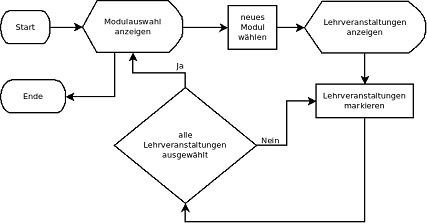 Start
Modulauswahl
anzeigen
neues
Modul
wählen
Lehrveranstaltungen
anzeigen
Ja
Ende
Lehrveranstaltungen
markieren
alle
Lehrveranstaltungen
ausgewählt
Nein